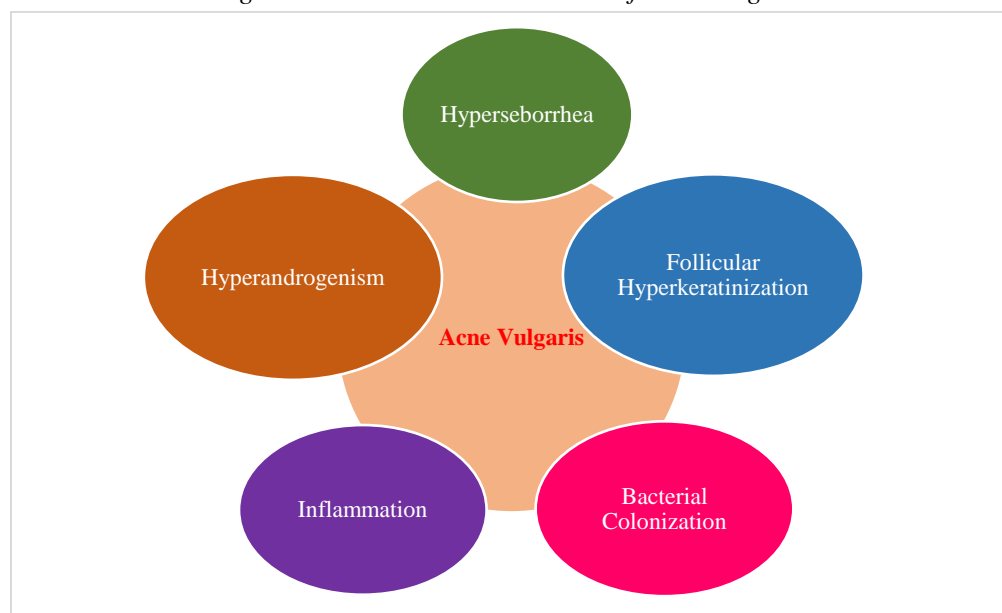 Hyperseborrhea
Follicular
Hyperkeratinization
Hyperandrogenism
Acne Vulgaris
Inflammation
Bacterial
Colonization